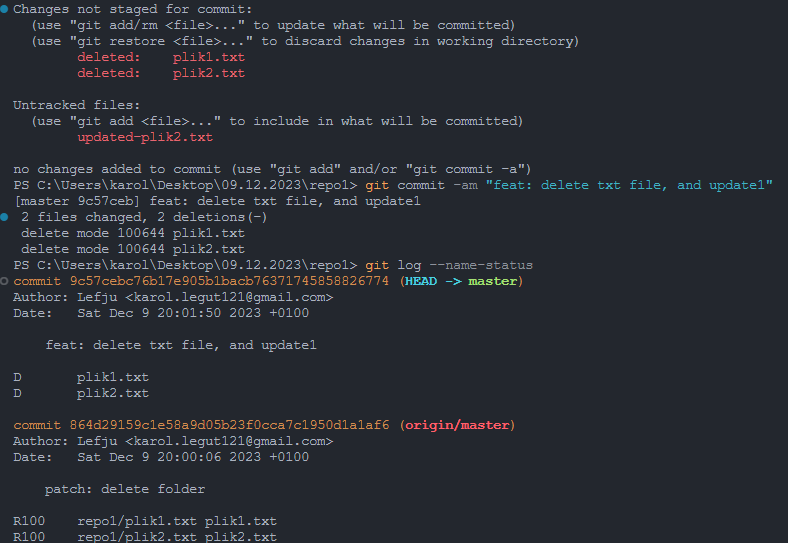 Changes not staged for commit:
(use "git add/rm <file>..." to update what will be committed)
(use "git restore <file>..." to discard changes in working directory)
deleted: plik1.txt
deleted: plik2.txt
Untracked files:
(use "git add <file>..." to include in what will be committed)
updated-plik2.txt
no changes added to commit (use "git add" and/or "git commit -a")
PS C:\Users\karol\Desktop\09.12.2023\repo1> git commit -am "feat: delete txt file, and update1"
[master 9c57ceb] feat: delete txt file, and update1
2 files changed, 2 deletions(-)
delete mode 100644 plik1.txt
delete mode 100644 plik2.txt
PS C:\Users\karol\Desktop\09.12.2023\repo1> git log --name-status
commit 9c57cebc76b17e905b1bacb76371745858826774 (HEAD -> master)
Author: Lefju <karol.legut121@gmail.com>
Date: Sat Dec 9 20:01:50 2023 +0100
feat: delete txt file, and update1
D plik1.txt
D plik2.txt
commit 864d29159c1e58a9d05b23f0cca7c1950d1a1af6 (origin/master)
Author: Lefju <karol.legut121@gmail.com>
Date: Sat Dec 9 20:00:06 2023 +0100
patch: delete folder
R100 repo1/plik1.txt plik1.txt
R100 repo1/plik2.txt plik2.txt